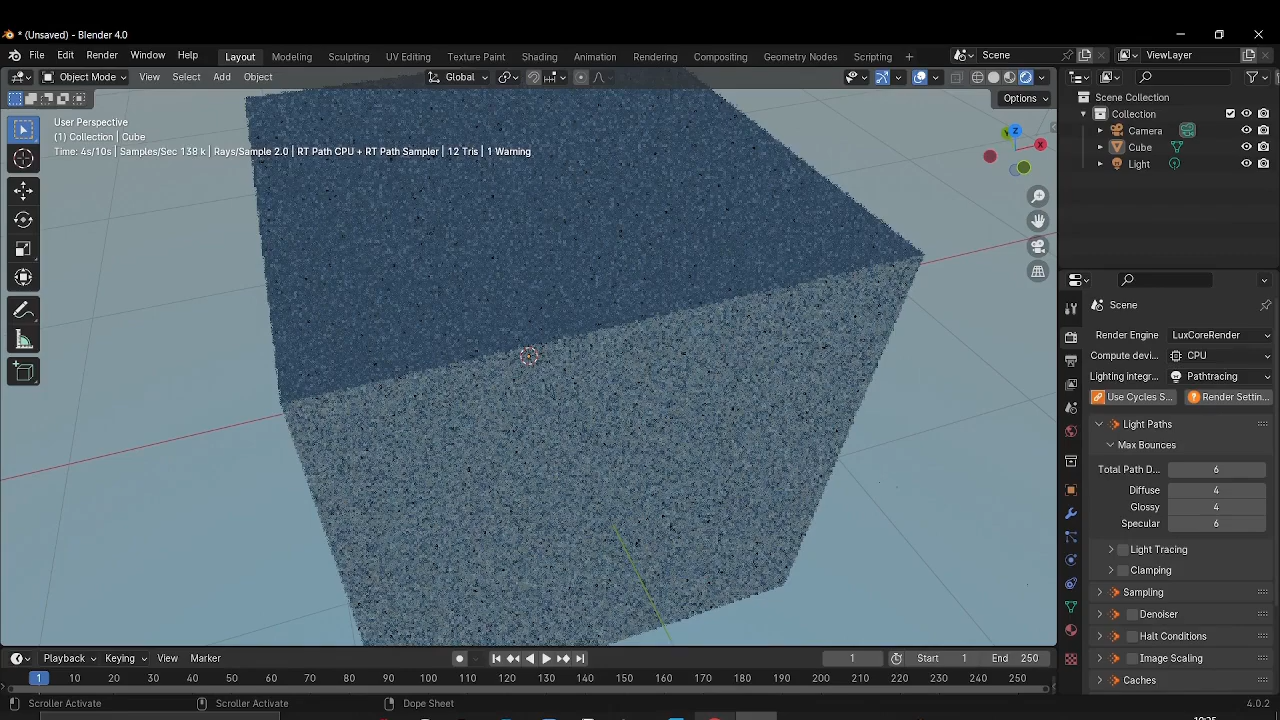 * (Unsaved) - Blender 4.0
File Edit Render Window Help Layout Modeling Sculpting UV Editing Texture Paint Shading Animation Rendering Compositing Geometry Nodes Scripting + Scene ViewLayer
Object Mode View Select Add Object Global
Options
User Perspective
(1) Collection | Cube
Time: 4s/10s | Samples/Sec 138 k | Rays/Sample 2.0 | RT Path CPU + RT Path Sampler | 12 Tris | 1 Warning
Z
Y
X
Scene Collection
Collection
Camera
Cube
Light
Scene
Render Engine LuxCoreRender
Compute devi... CPU
Lighting Integr... Pathtracing
Use Cycles S... Render Settin...
Light Paths
Max Bounces
Total Path D... 6
Diffuse 4
Glossy 4
Specular 6
Light Tracing
Clamping
Sampling
Denoiser
Halt Conditions
Image Scaling
Caches
Playback Keying View Marker 1 Start 1 End 250
1 10 20 30 40 50 60 70 80 90 100 110 120 130 140 150 160 170 180 190 200 210 220 230 240 250
Scroller Activate Scroller Activate Dope Sheet 4.0.2